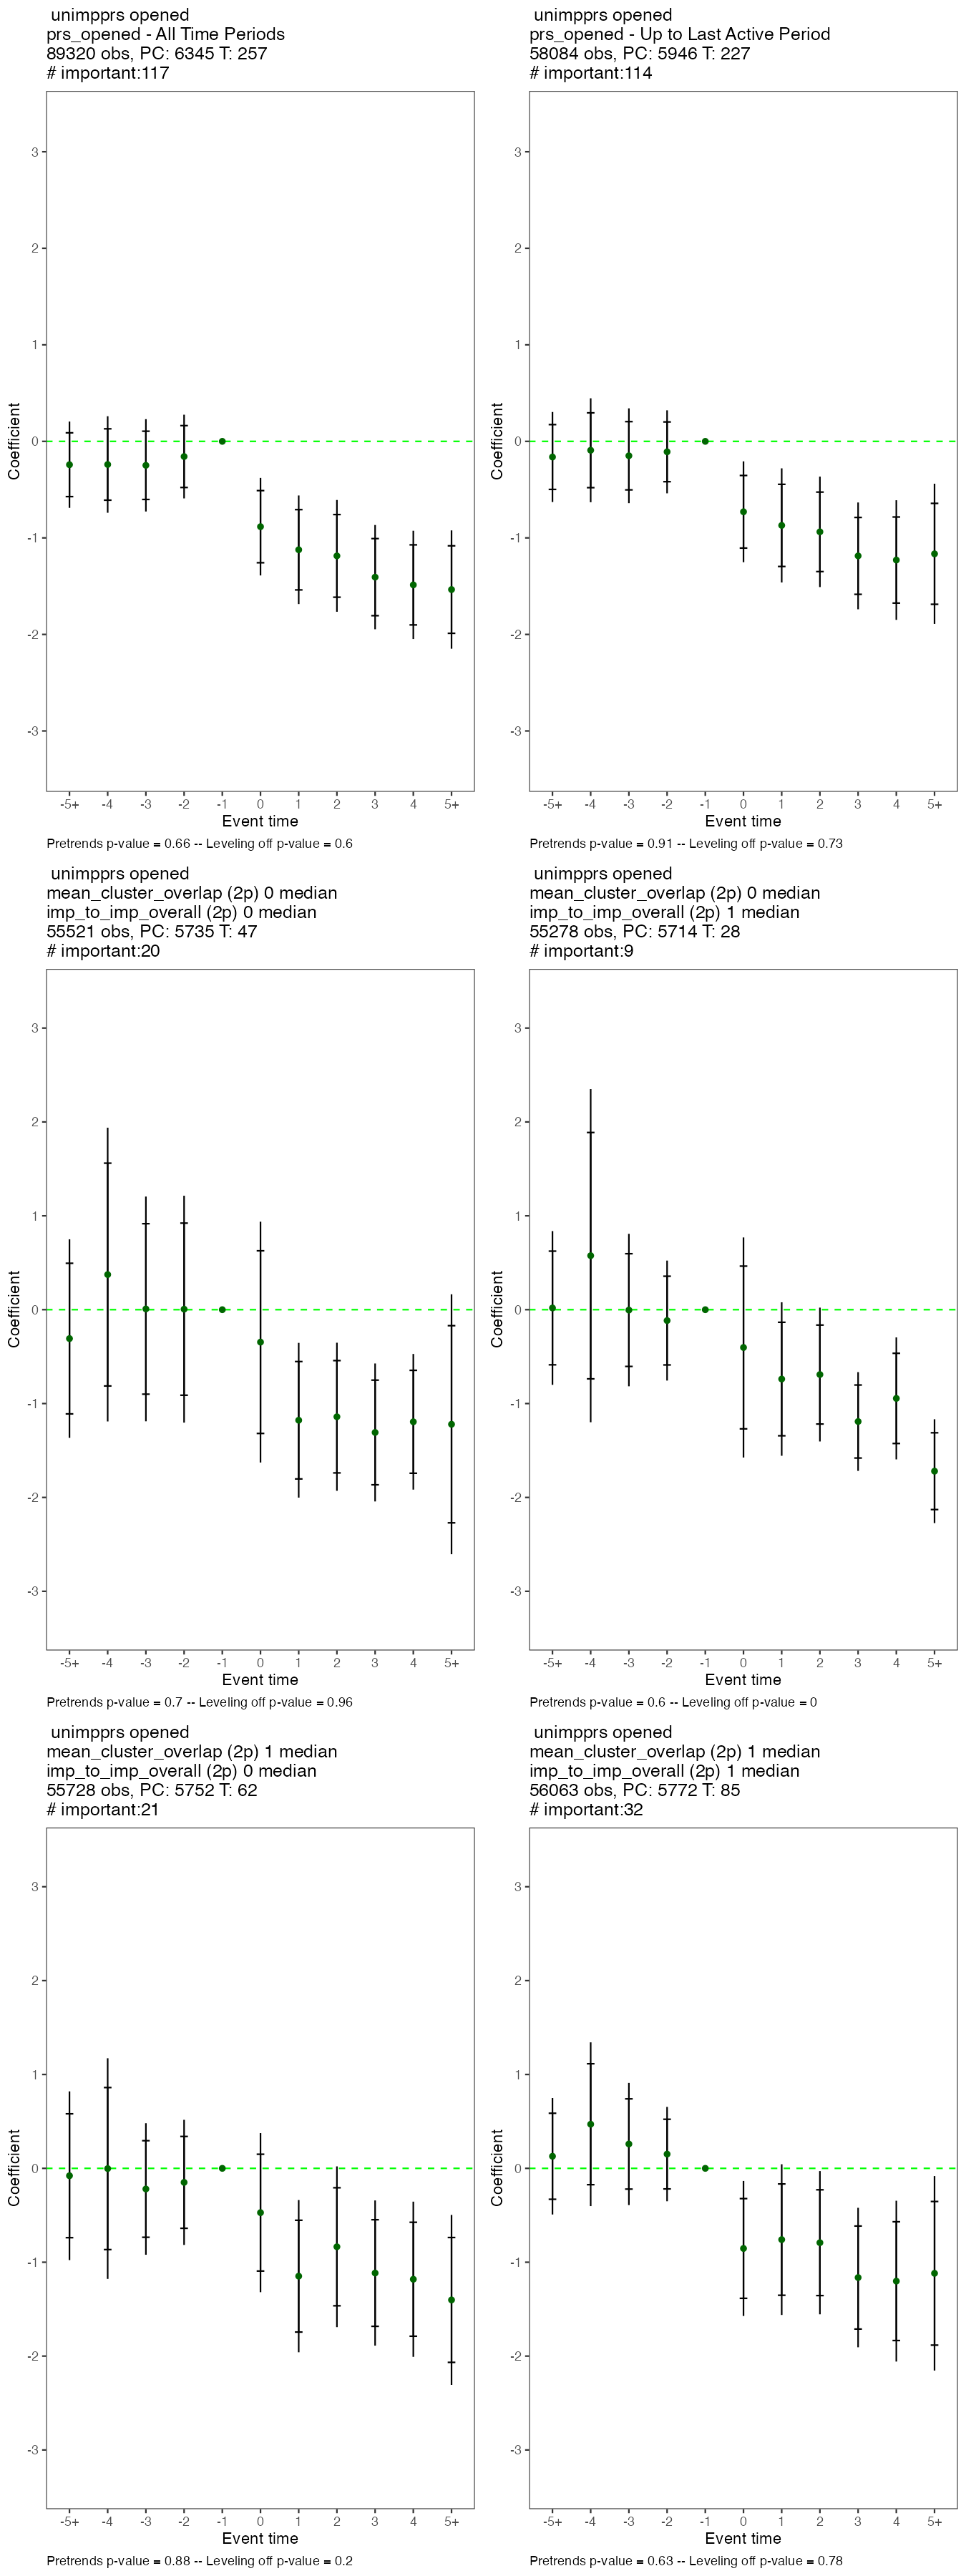 unimpprs opened
prs_opened - All Time Periods
89320 obs, PC: 6345 T: 257
# important:117
3
2
1
0
-1
-2
-3
Coefficient
-5+ -4 -3 -2 -1 0 1 2 3 4 5+
Event time
Pretrends p-value = 0.66 -- Leveling off p-value = 0.6
unimpprs opened
prs_opened - Up to Last Active Period
58084 obs, PC: 5946 T: 227
# important:114
3
2
1
0
-1
-2
-3
Coefficient
-5+ -4 -3 -2 -1 0 1 2 3 4 5+
Event time
Pretrends p-value = 0.91 -- Leveling off p-value = 0.73
unimpprs opened
mean_cluster_overlap (2p) 0 median
imp_to_imp_overall (2p) 0 median
55521 obs, PC: 5735 T: 47
# important:20
3
2
1
0
-1
-2
-3
Coefficient
-5+ -4 -3 -2 -1 0 1 2 3 4 5+
Event time
Pretrends p-value = 0.7 -- Leveling off p-value = 0.96
unimpprs opened
mean_cluster_overlap (2p) 0 median
imp_to_imp_overall (2p) 1 median
55278 obs, PC: 5714 T: 28
# important:9
3
2
1
0
-1
-2
-3
Coefficient
-5+ -4 -3 -2 -1 0 1 2 3 4 5+
Event time
Pretrends p-value = 0.6 -- Leveling off p-value = 0
unimpprs opened
mean_cluster_overlap (2p) 1 median
imp_to_imp_overall (2p) 0 median
55728 obs, PC: 5752 T: 62
# important:21
3
2
1
0
-1
-2
-3
Coefficient
-5+ -4 -3 -2 -1 0 1 2 3 4 5+
Event time
Pretrends p-value = 0.88 -- Leveling off p-value = 0.2
unimpprs opened
mean_cluster_overlap (2p) 1 median
imp_to_imp_overall (2p) 1 median
56063 obs, PC: 5772 T: 85
# important:32
3
2
1
0
-1
-2
-3
Coefficient
-5+ -4 -3 -2 -1 0 1 2 3 4 5+
Event time
Pretrends p-value = 0.63 -- Leveling off p-value = 0.78